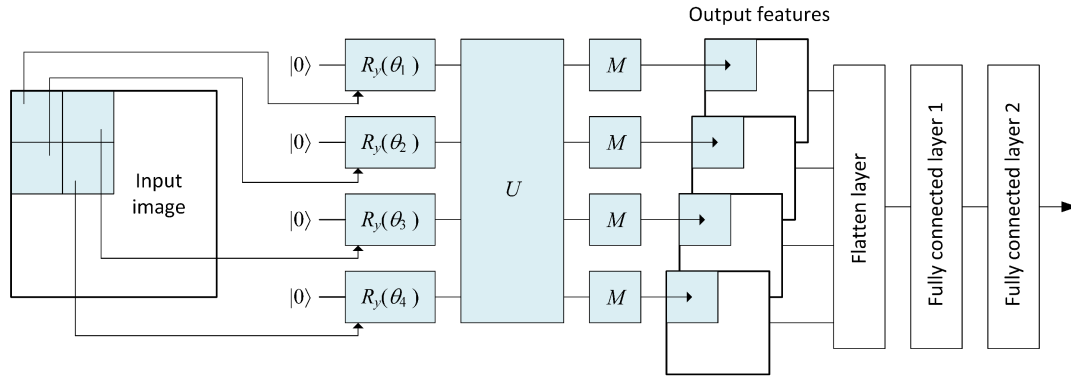 Output features
|0⟩ R_y(θ_1) M
|0⟩ R_y(θ_2) M
Input
image
U
|0⟩ R_y(θ_3) M
|0⟩ R_y(θ_4) M
Flatten layer
Fully connected layer 1
Fully connected layer 2